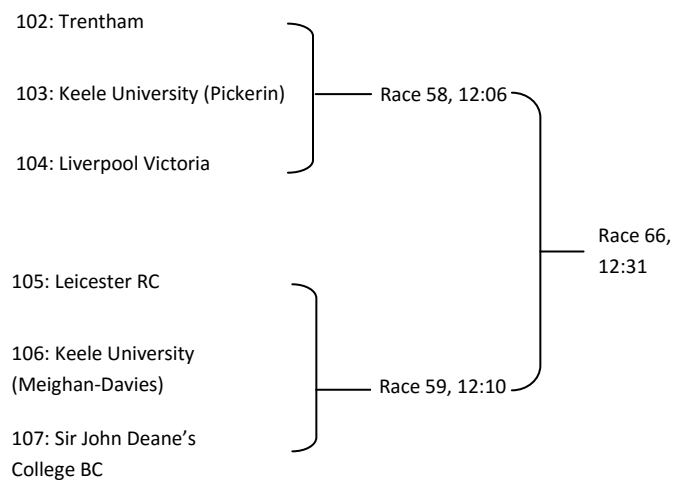 102: Trentham
103: Keele University (Pickerin)
Race 58, 12:06
104: Liverpool Victoria
Race 66,
12:31
105: Leicester RC
106: Keele University
(Meighan-Davies)
Race 59, 12:10
107: Sir John Deane’s
College BC